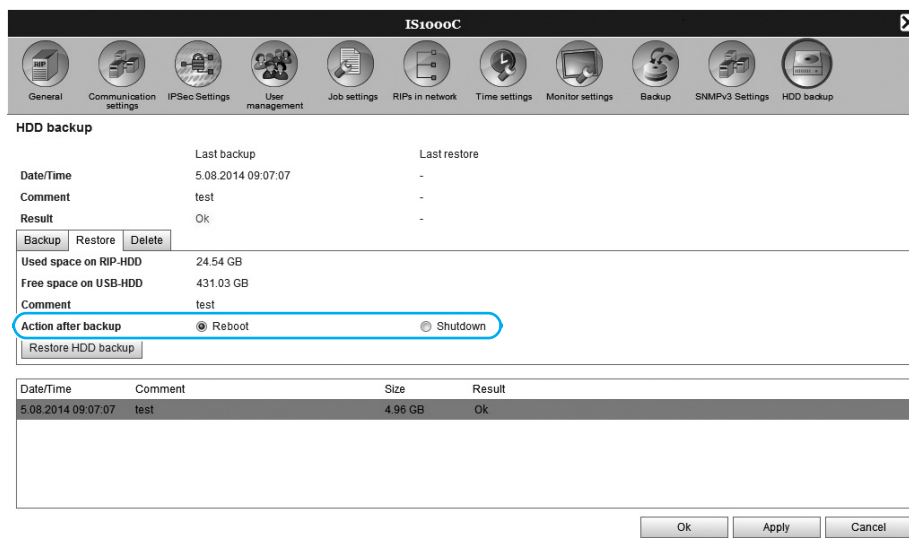 IS1000C
RIP
General Communication settings IPSec Settings User management Job settings RIPs in network Time settings Monitor settings Backup SNMPv3 Settings HDD backup
HDD backup
Last backup Last restore
Date/Time 5.08.2014 09:07:07 -
Comment test -
Result Ok -
Backup Restore Delete
Used space on RIP-HDD 24.54 GB
Free space on USB-HDD 431.03 GB
Comment test
Action after backup Reboot Shutdown
Restore HDD backup
Date/Time Comment Size Result
5.08.2014 09:07:07 test 4.96 GB Ok
Ok Apply Cancel